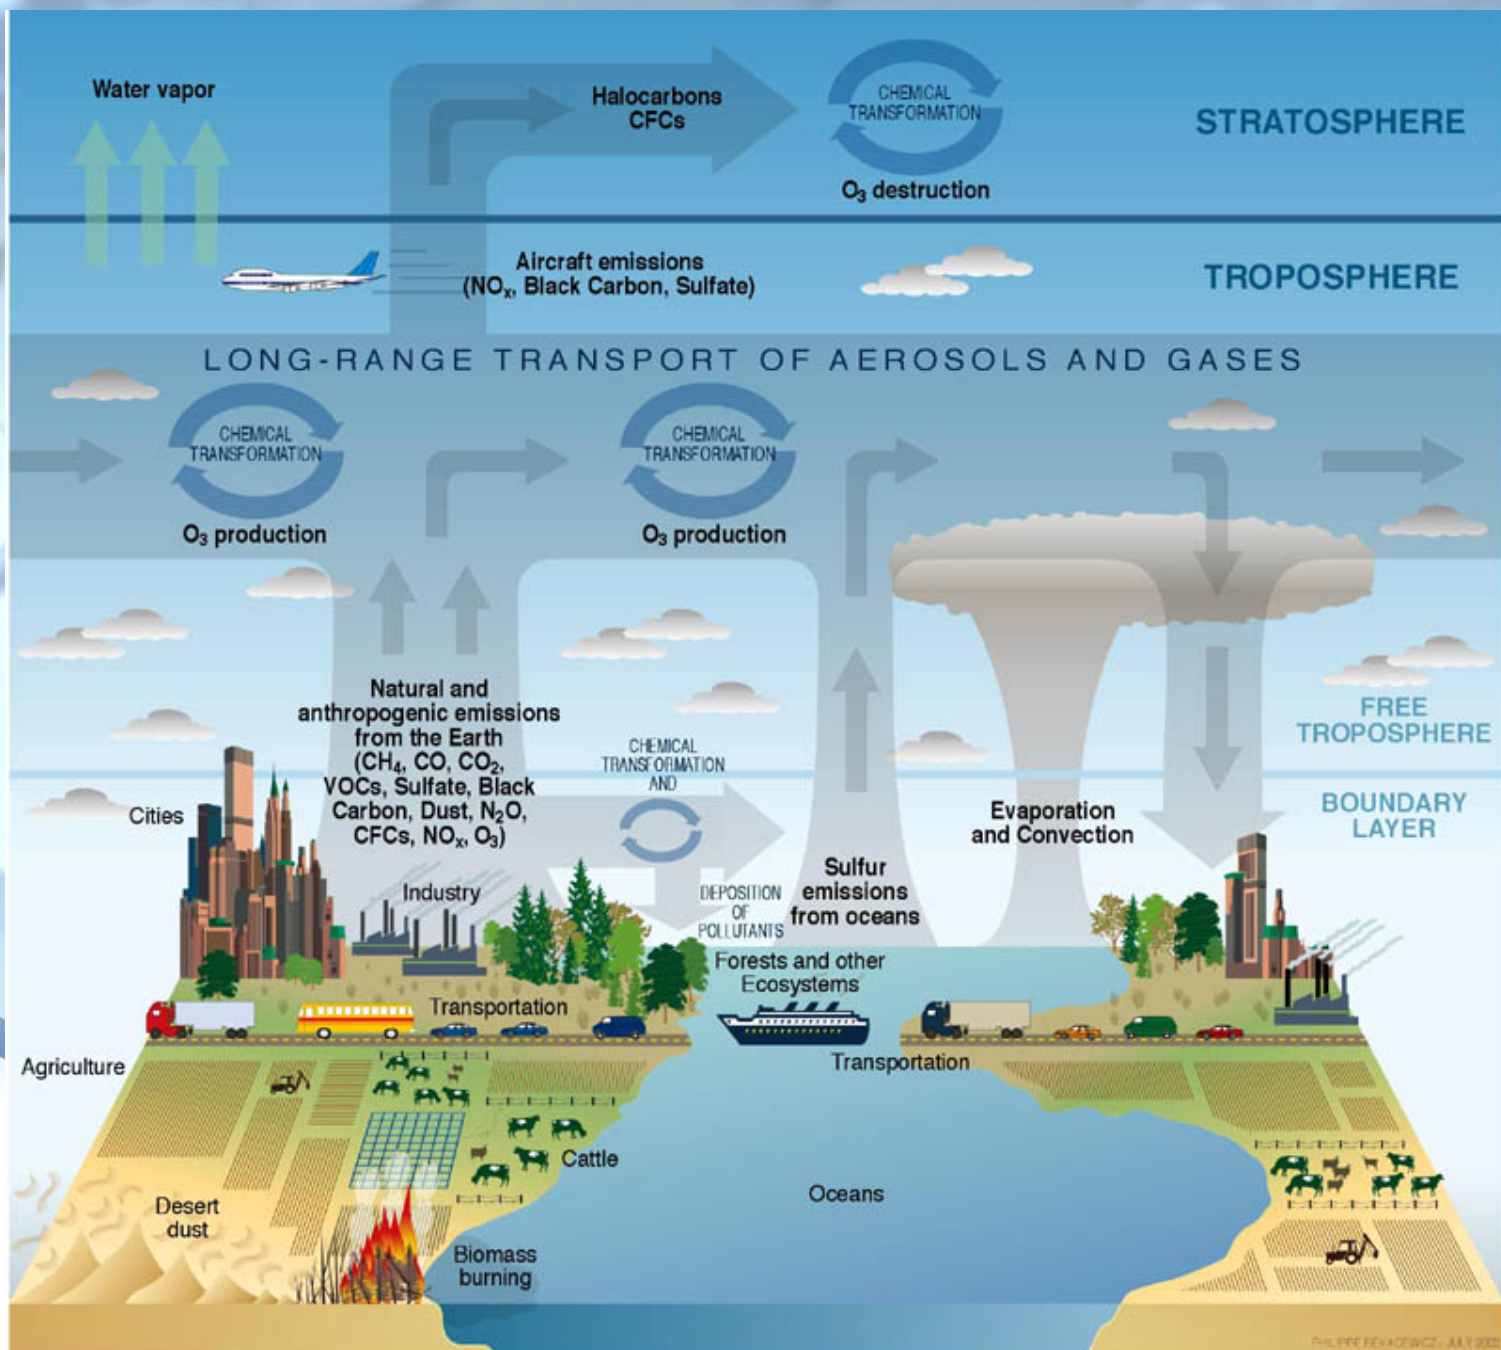 Water vapor
Halocarbons
CFCs
CHEMICAL
TRANSFORMATION
O₃ destruction
STRATOSPHERE
Aircraft emissions
(NOₓ, Black Carbon, Sulfate)
TROPOSPHERE
LONG-RANGE TRANSPORT OF AEROSOLS AND GASES
CHEMICAL
TRANSFORMATION
O₃ production
CHEMICAL
TRANSFORMATION
O₃ production
Natural and
anthropogenic emissions
from the Earth
(CH₄, CO, CO₂,
VOCs, Sulfate, Black
Carbon, Dust, N₂O,
CFCs, NOₓ, O₃)
CHEMICAL
TRANSFORMATION
AND
DEPOSITION
OF
POLLUTANTS
FREE
TROPOSPHERE
BOUNDARY
LAYER
Evaporation
and Convection
Sulfur
emissions
from oceans
Cities
Industry
Forests and other
Ecosystems
Transportation
Transportation
Agriculture
Cattle
Oceans
Desert
dust
Biomass
burning
PHILIPPE REKACEWICZ - JULY 2003